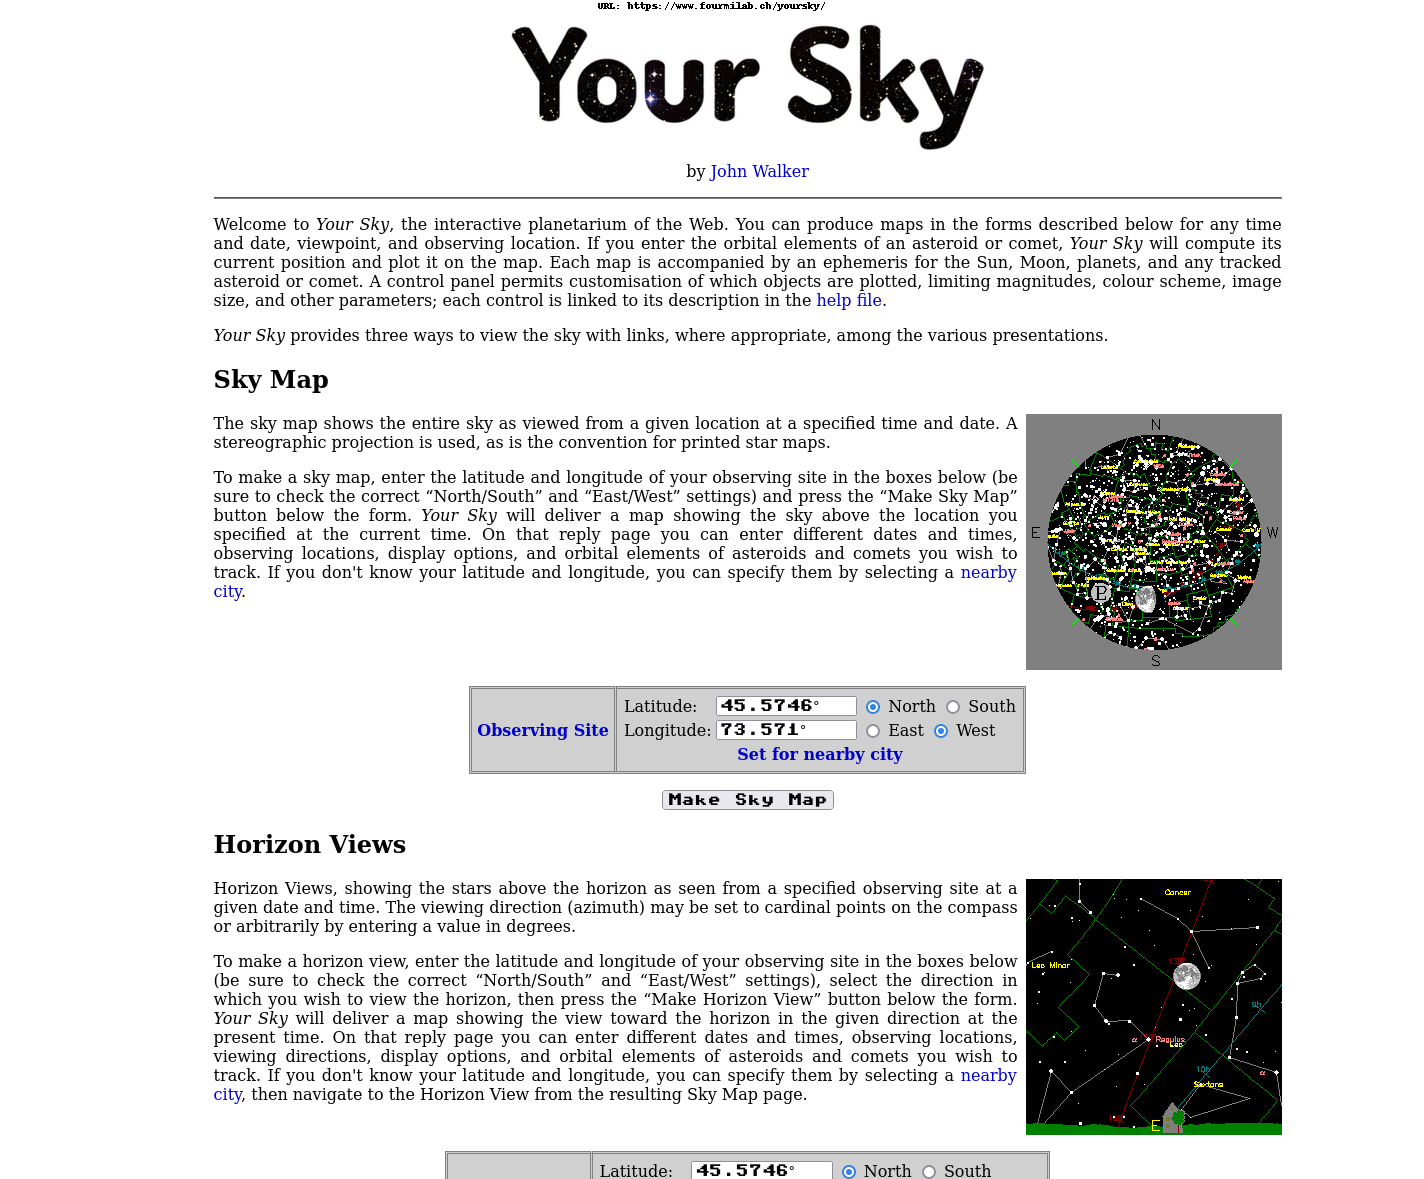 URL: https://www.fourmilab.ch/yoursky/
Your Sky
by John Walker
Welcome to Your Sky, the interactive planetarium of the Web. You can produce maps in the forms described below for any time
and date, viewpoint, and observing location. If you enter the orbital elements of an asteroid or comet, Your Sky will compute its
current position and plot it on the map. Each map is accompanied by an ephemeris for the Sun, Moon, planets, and any tracked
asteroid or comet. A control panel permits customisation of which objects are plotted, limiting magnitudes, colour scheme, image
size, and other parameters; each control is linked to its description in the help file.
Your Sky provides three ways to view the sky with links, where appropriate, among the various presentations.
Sky Map
The sky map shows the entire sky as viewed from a given location at a specified time and date. A
stereographic projection is used, as is the convention for printed star maps.
To make a sky map, enter the latitude and longitude of your observing site in the boxes below (be
sure to check the correct “North/South” and “East/West” settings) and press the “Make Sky Map”
button below the form. Your Sky will deliver a map showing the sky above the location you
specified at the current time. On that reply page you can enter different dates and times,
observing locations, display options, and orbital elements of asteroids and comets you wish to
track. If you don't know your latitude and longitude, you can specify them by selecting a nearby
city.
N
E
W
S
Observing Site
Latitude: 45.5746° North South
Longitude: 73.571° East West
Set for nearby city
Make Sky Map
Horizon Views
Horizon Views, showing the stars above the horizon as seen from a specified observing site at a
given date and time. The viewing direction (azimuth) may be set to cardinal points on the compass
or arbitrarily by entering a value in degrees.
To make a horizon view, enter the latitude and longitude of your observing site in the boxes below
(be sure to check the correct “North/South” and “East/West” settings), select the direction in
which you wish to view the horizon, then press the “Make Horizon View” button below the form.
Your Sky will deliver a map showing the view toward the horizon in the given direction at the
present time. On that reply page you can enter different dates and times, observing locations,
viewing directions, display options, and orbital elements of asteroids and comets you wish to
track. If you don't know your latitude and longitude, you can specify them by selecting a nearby
city, then navigate to the Horizon View from the resulting Sky Map page.
Cancer
Leo Minor
9h
α Regulus
Leo
10h
α
Sextans
E
Latitude: 45.5746° North South